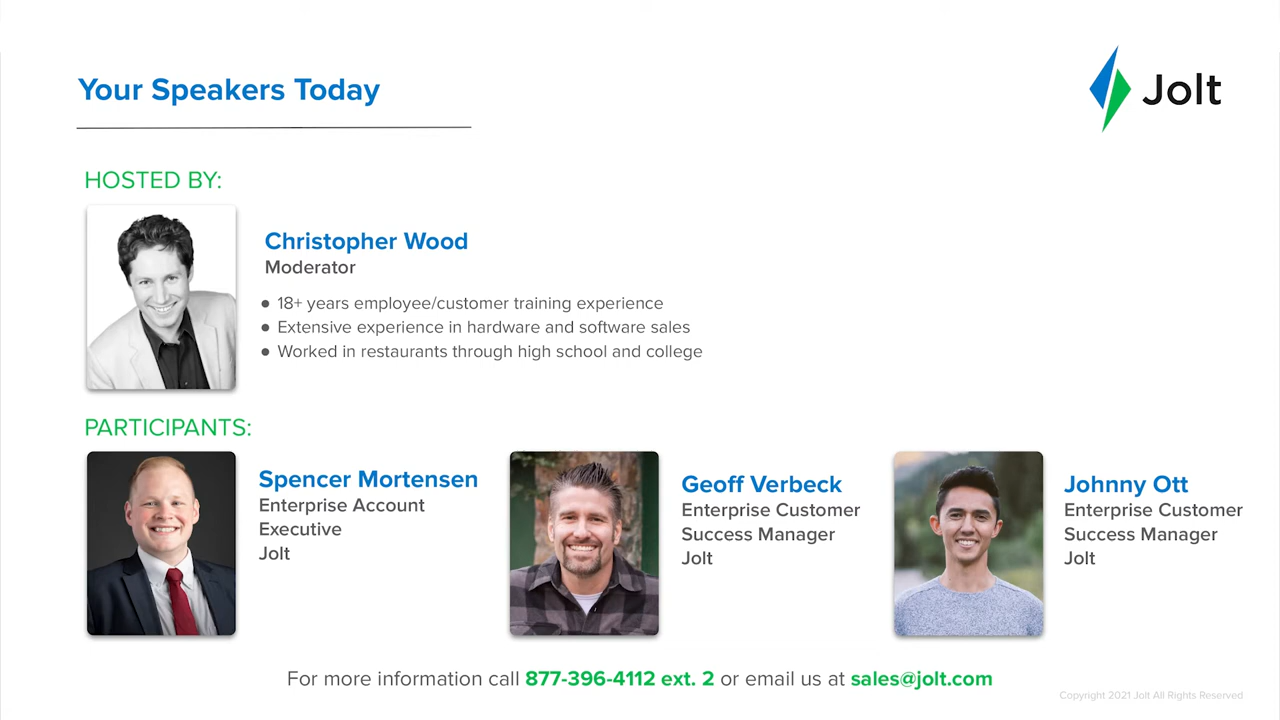 Your Speakers Today
Jolt
HOSTED BY:
Christopher Wood
Moderator
● 18+ years employee/customer training experience
● Extensive experience in hardware and software sales
● Worked in restaurants through high school and college
PARTICIPANTS:
Spencer Mortensen
Enterprise Account
Executive
Jolt
Geoff Verbeck
Enterprise Customer
Success Manager
Jolt
Johnny Ott
Enterprise Customer
Success Manager
Jolt
For more information call 877-396-4112 ext. 2 or email us at sales@jolt.com
Copyright 2021 Jolt All Rights Reserved